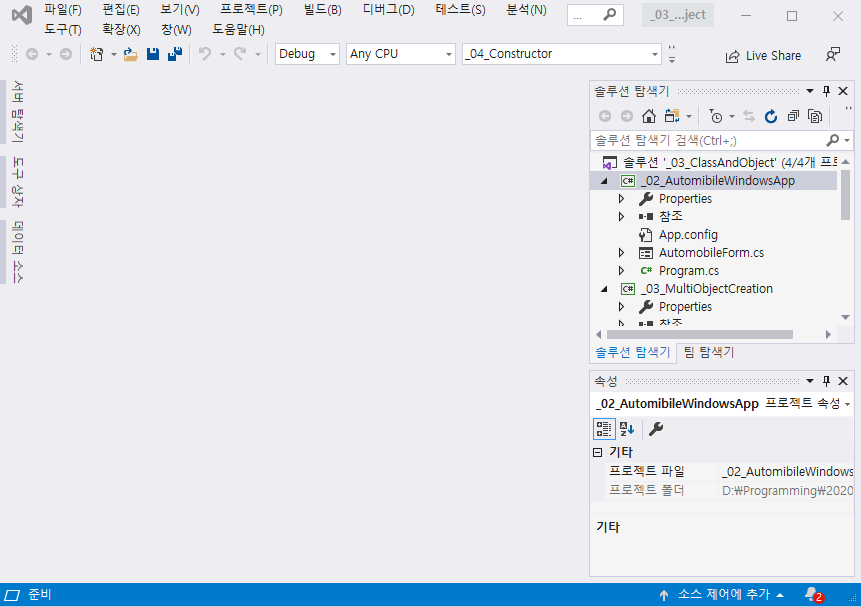 파일(F) 편집(E) 보기(V) 프로젝트(P) 빌드(B) 디버그(D) 테스트(S) 분석(N) ... _03_...ject
도구(T) 확장(X) 창(W) 도움말(H)
Debug Any CPU _04_Constructor Live Share
서버 탐색기
도구 상자
데이터 소스
솔루션 탐색기
솔루션 탐색기 검색(Ctrl+;)
솔루션 '_03_ClassAndObject' (4/4개 프로
C# _02_AutomibileWindowsApp
Properties
참조
App.config
AutomobileForm.cs
C# Program.cs
C# _03_MultiObjectCreation
Properties
참조
솔루션 탐색기 팀 탐색기
속성
_02_AutomibileWindowsApp 프로젝트 속성
기타
프로젝트 파일 _02_AutomibileWindows
프로젝트 폴더 D:₩Programming₩2020
기타
준비 소스 제어에 추가 2